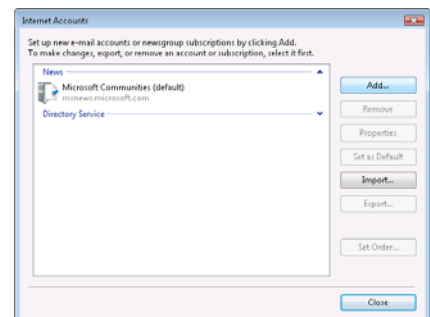 Internet Accounts
Set up new e-mail accounts or newsgroup subscriptions by clicking Add.
To make changes, export, or remove an account or subscription, select it first.
News
Microsoft Communities (default)
msnews.microsoft.com
Directory Service
Add...
Remove
Properties
Set as Default
Import...
Export...
Set Order...
Close